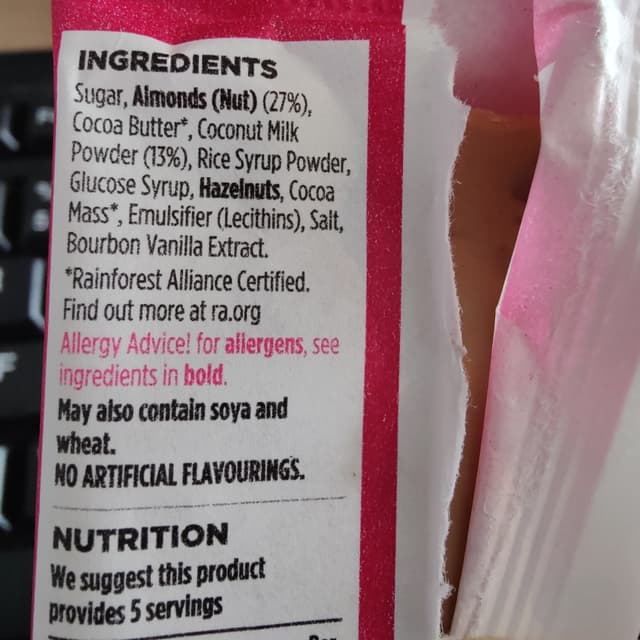 INGREDIENTS
Sugar, Almonds (Nut) (27%),
Cocoa Butter*, Coconut Milk
Powder (13%), Rice Syrup Powder,
Glucose Syrup, Hazelnuts, Cocoa
Mass*, Emulsifier (Lecithins), Salt,
Bourbon Vanilla Extract.
*Rainforest Alliance Certified.
Find out more at ra.org
Allergy Advice! for allergens, see
ingredients in bold.
May also contain soya and
wheat.
NO ARTIFICIAL FLAVOURINGS.
NUTRITION
We suggest this product
provides 5 servings